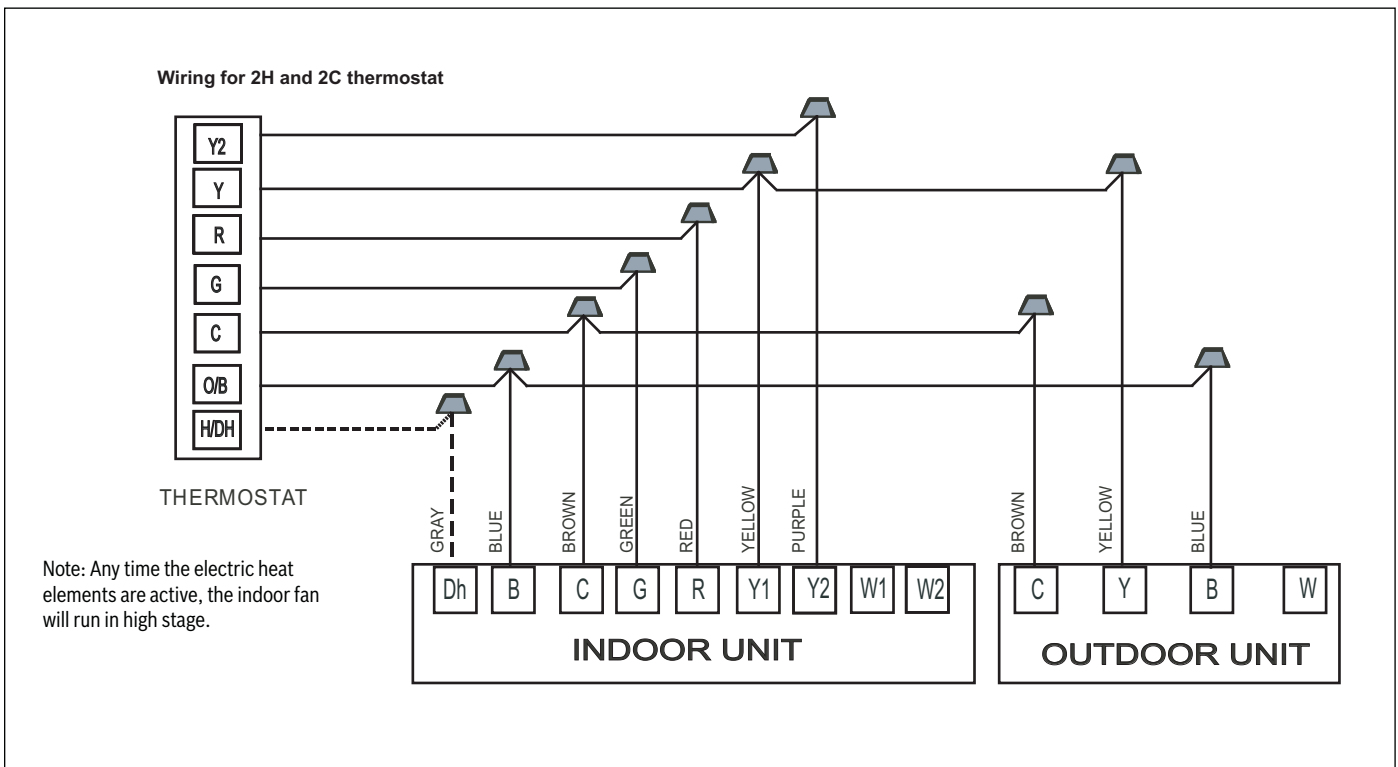 Wiring for 2H and 2C thermostat
Y2
Y
R
G
C
O/B
H/DH
THERMOSTAT
Note: Any time the electric heat
elements are active, the indoor fan
will run in high stage.
GRAY
BLUE
BROWN
GREEN
RED
YELLOW
PURPLE
BROWN
YELLOW
BLUE
Dh B C G R Y1 Y2 W1 W2
INDOOR UNIT
C Y B W
OUTDOOR UNIT